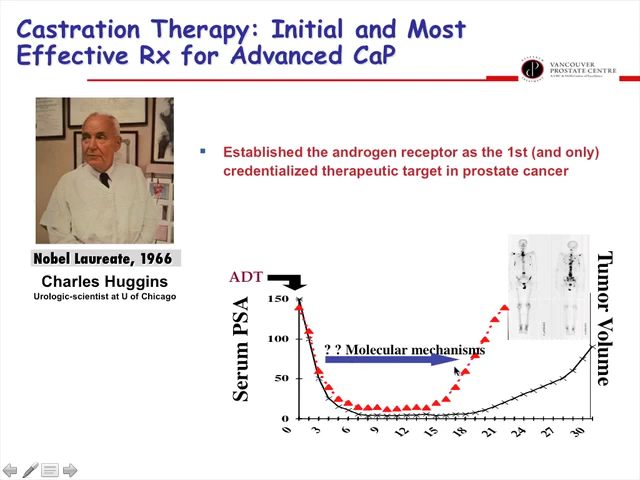 Castration Therapy: Initial and Most
Effective Rx for Advanced CaP
VANCOUVER
PROSTATE CENTRE
Established the androgen receptor as the 1st (and only)
credentialized therapeutic target in prostate cancer
Nobel Laureate, 1966
Charles Huggins
Urologic-scientist at U of Chicago
ADT
Serum PSA
Tumor Volume
150
100
50
0
? ? Molecular mechanisms
0
3
6
9
12
15
18
21
24
27
30